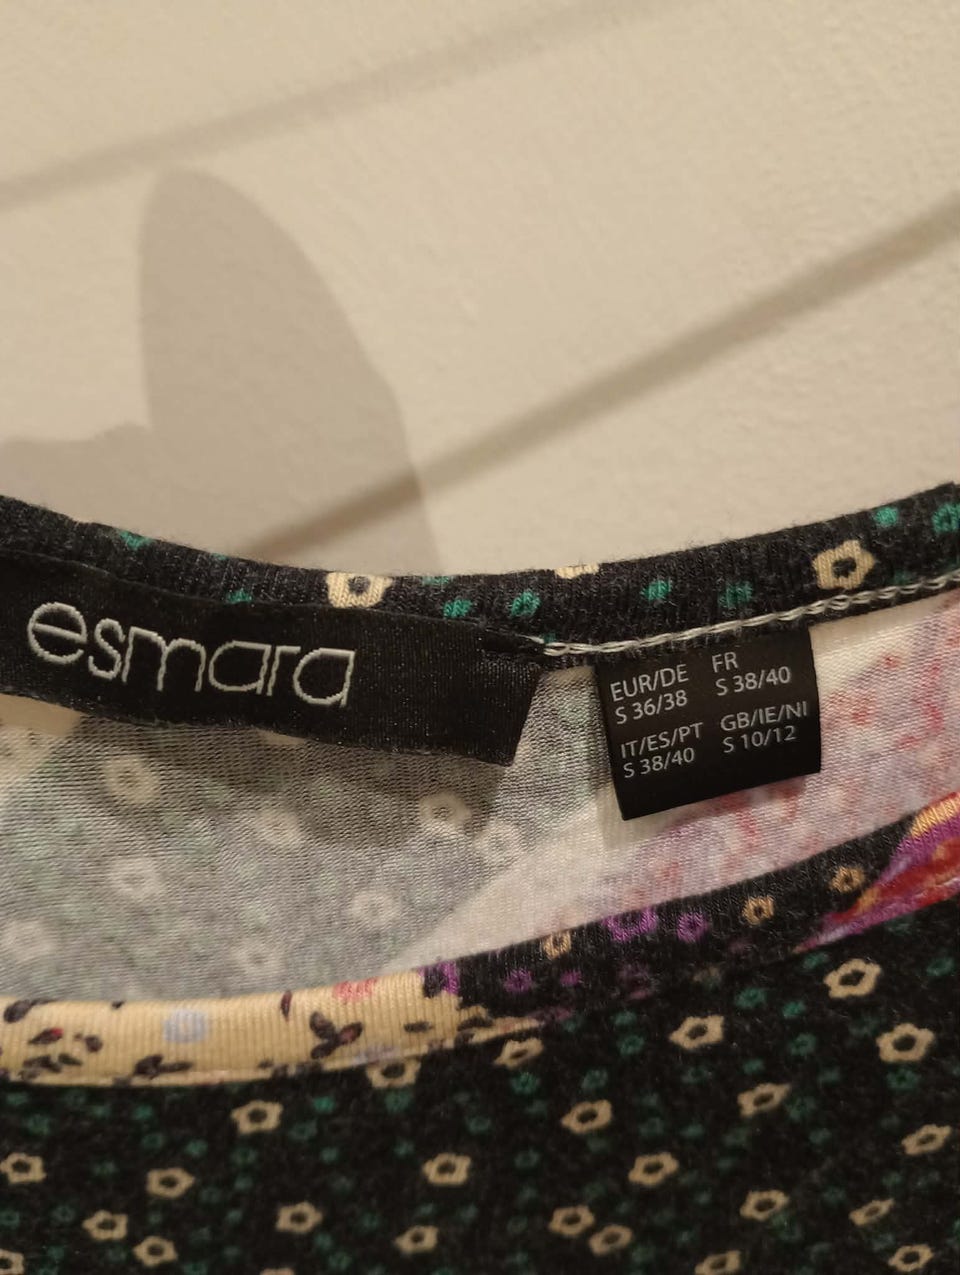 esmara
EUR/DE FR
S 36/38 S 38/40
IT/ES/PT GB/IE/NI
S 38/40 S 10/12